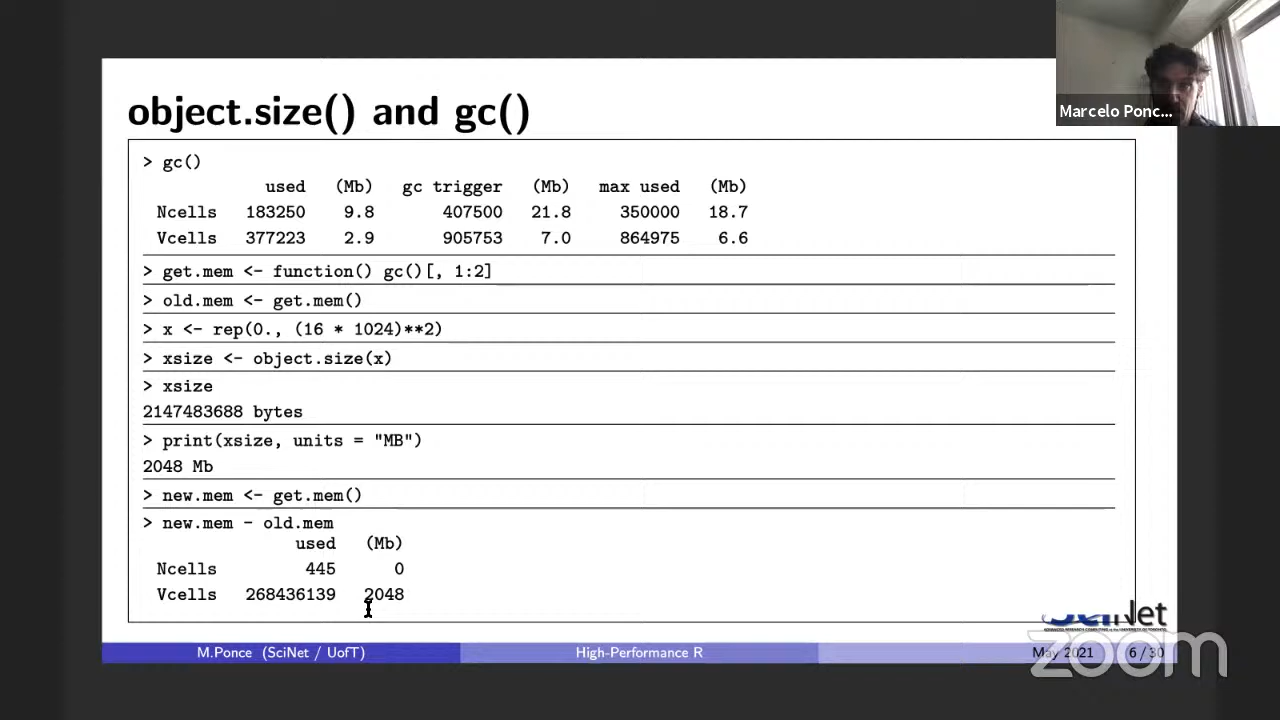 Marcelo Ponc...
object.size() and gc()
> gc()
used (Mb) gc trigger (Mb) max used (Mb)
Ncells 183250 9.8 407500 21.8 350000 18.7
Vcells 377223 2.9 905753 7.0 864975 6.6
> get.mem <- function() gc()[, 1:2]
> old.mem <- get.mem()
> x <- rep(0., (16 * 1024)**2)
> xsize <- object.size(x)
> xsize
2147483688 bytes
> print(xsize, units = "MB")
2048 Mb
> new.mem <- get.mem()
> new.mem - old.mem
used (Mb)
Ncells 445 0
Vcells 268436139 2048
SciNet
M.Ponce (SciNet / UofT) High-Performance R May 2021 6 / 30
zoom